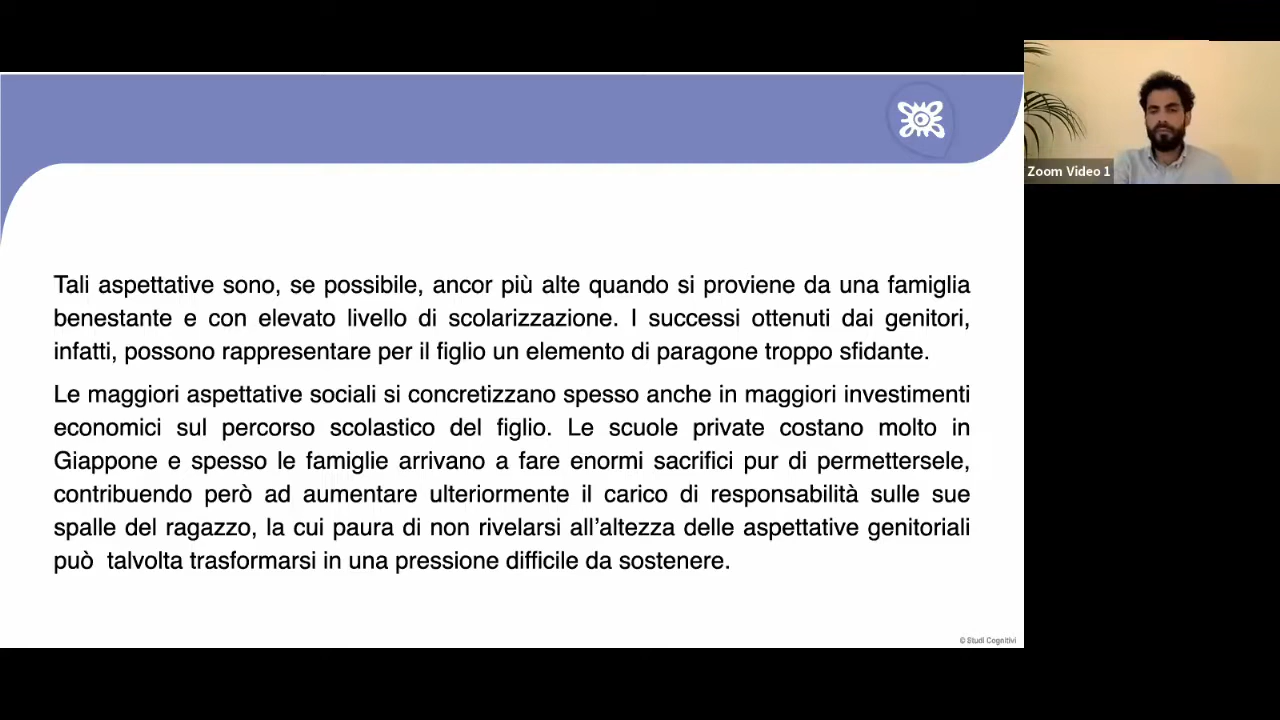 Tali aspettative sono, se possibile, ancor più alte quando si proviene da una famiglia
benestante e con elevato livello di scolarizzazione. I successi ottenuti dai genitori,
infatti, possono rappresentare per il figlio un elemento di paragone troppo sfidante.
Le maggiori aspettative sociali si concretizzano spesso anche in maggiori investimenti
economici sul percorso scolastico del figlio. Le scuole private costano molto in
Giappone e spesso le famiglie arrivano a fare enormi sacrifici pur di permettersele,
contribuendo però ad aumentare ulteriormente il carico di responsabilità sulle sue
spalle del ragazzo, la cui paura di non rivelarsi all’altezza delle aspettative genitoriali
può  talvolta trasformarsi in una pressione difficile da sostenere.
© Studi Cognitivi
Zoom Video 1